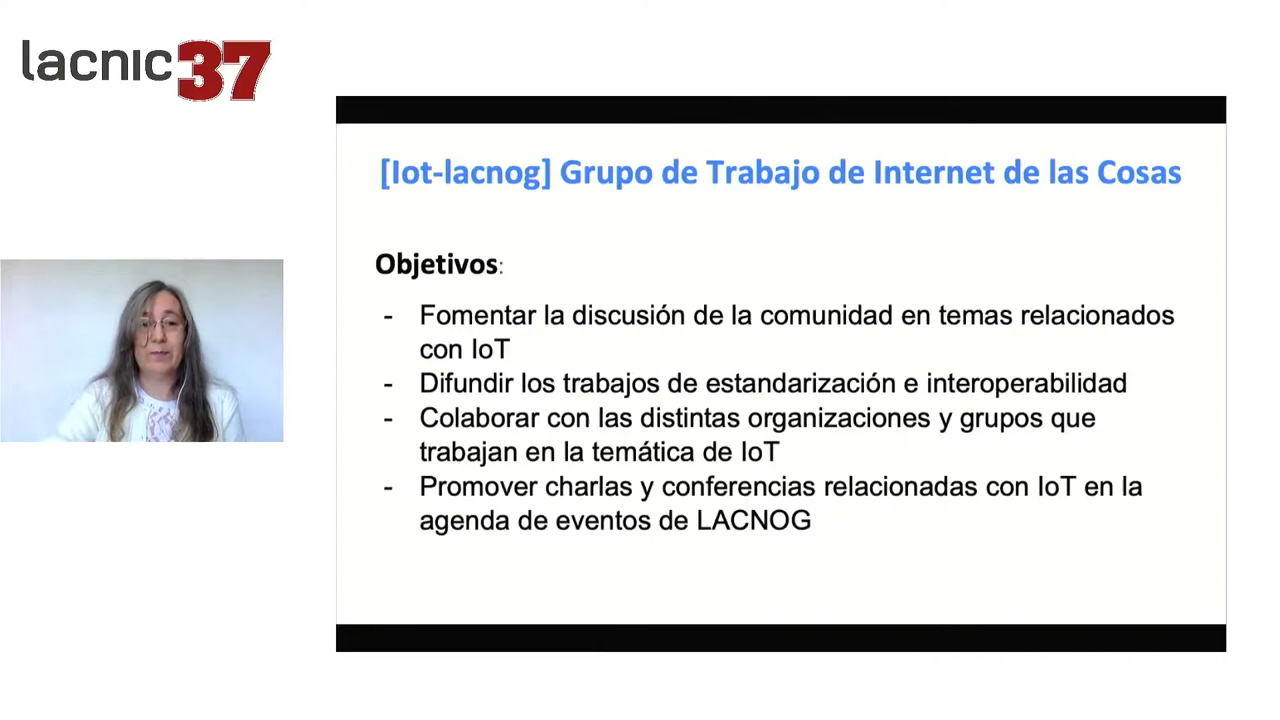 lacnic37
[Iot-lacnog] Grupo de Trabajo de Internet de las Cosas
Objetivos:
- Fomentar la discusión de la comunidad en temas relacionados
con IoT
- Difundir los trabajos de estandarización e interoperabilidad
- Colaborar con las distintas organizaciones y grupos que
trabajan en la temática de IoT
- Promover charlas y conferencias relacionadas con IoT en la
agenda de eventos de LACNOG